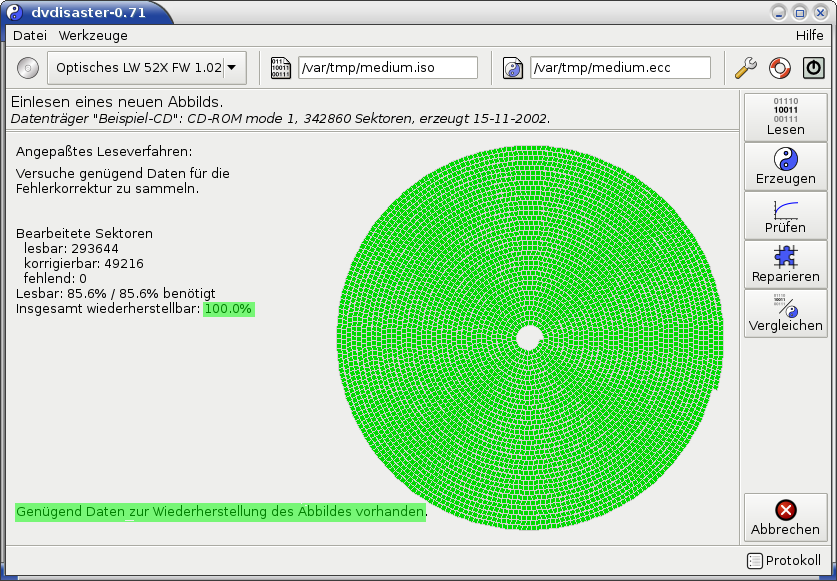 dvdisaster-0.71
Datei Werkzeuge Hilfe
Optisches LW 52X FW 1.02 /var/tmp/medium.iso /var/tmp/medium.ecc
Einlesen eines neuen Abbilds.
Datenträger "Beispiel-CD": CD-ROM mode 1, 342860 Sektoren, erzeugt 15-11-2002.
Angepaßtes Leseverfahren:
Versuche genügend Daten für die
Fehlerkorrektur zu sammeln.
Bearbeitete Sektoren
lesbar: 293644
korrigierbar: 49216
fehlend: 0
Lesbar: 85.6% / 85.6% benötigt
Insgesamt wiederherstellbar: 100.0%
Genügend Daten zur Wiederherstellung des Abbildes vorhanden.
01110
10011
00111
Lesen
Erzeugen
Prüfen
Reparieren
Vergleichen
Abbrechen
Protokoll